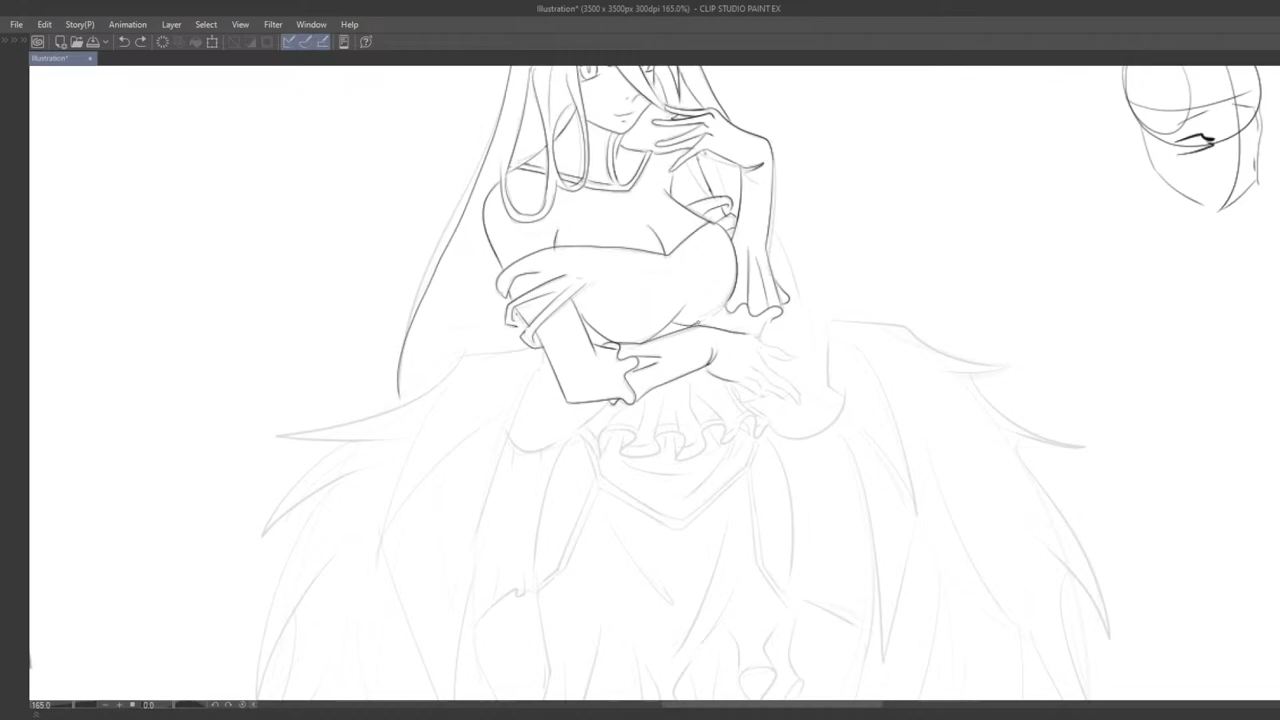 Illustration* (3500 x 3500px 300dpi 165.0%) - CLIP STUDIO PAINT EX
File Edit Story(P) Animation Layer Select View Filter Window Help
Illustration*
165.0 0.0